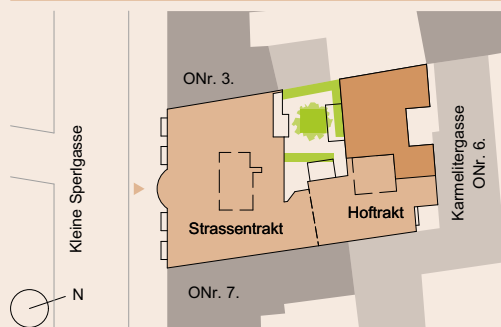 ONr. 3.
Kleine Sperlgasse
Strassentrakt
Hoftrakt
Karmelitergasse
ONr. 6.
N
ONr. 7.